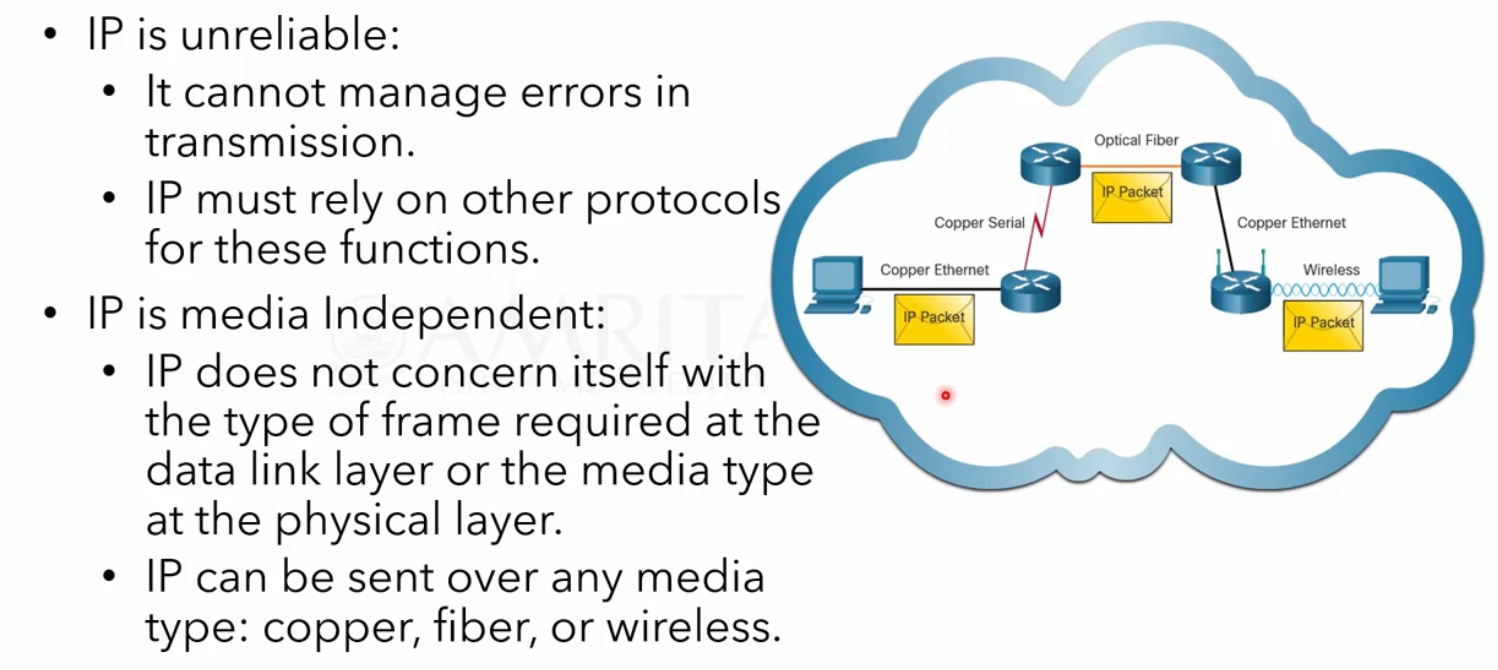 • IP is unreliable:
• It cannot manage errors in
transmission.
• IP must rely on other protocols
for these functions.
• IP is media Independent:
• IP does not concern itself with
the type of frame required at the
data link layer or the media type
at the physical layer.
• IP can be sent over any media
type: copper, fiber, or wireless.
Optical Fiber
IP Packet
Copper Serial
Copper Ethernet
Copper Ethernet
Wireless
IP Packet
IP Packet
AMRITA